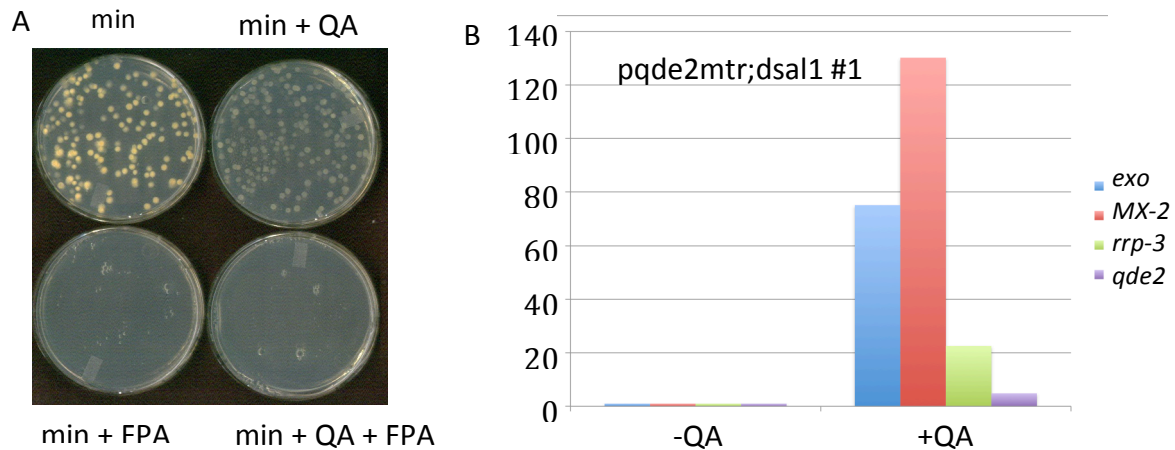 A
min
min + QA
min + FPA
min + QA + FPA
B
140
120
100
80
60
40
20
0
pqde2mtr;dsal1 #1
-QA
+QA
exo
MX-2
rrp-3
qde2